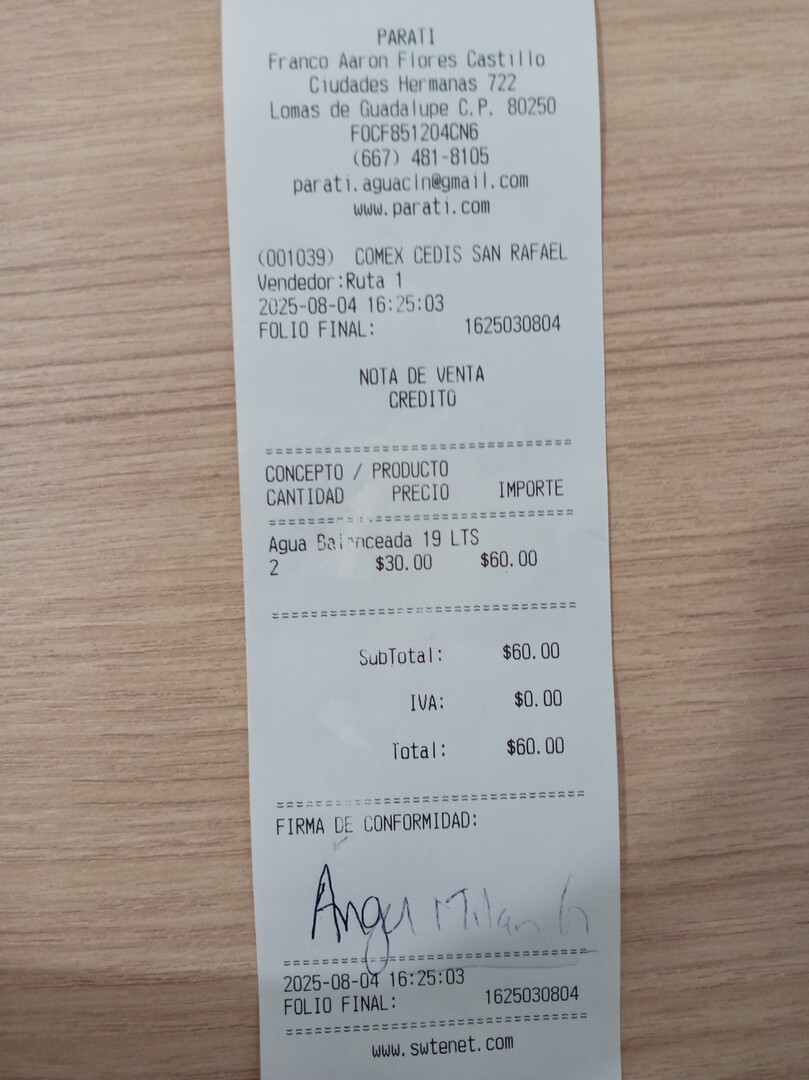 PARATI
Franco Aaron Flores Castillo
Ciudades Hermanas 722
Lomas de Guadalupe C.P. 80250
FOCF851204CN6
(667) 481-8105
parati.aguacln@gmail.com
www.parati.com
(001039) COMEX CEDIS SAN RAFAEL
Vendedor:Ruta 1
2025-08-04 16:25:03
FOLIO FINAL: 1625030804
NOTA DE VENTA
CREDITO
CONCEPTO / PRODUCTO
CANTIDAD PRECIO IMPORTE
Agua Balanceada 19 LTS
2 $30.00 $60.00
SubTotal: $60.00
IVA: $0.00
Total: $60.00
FIRMA DE CONFORMIDAD:
Angel Milan G
2025-08-04 16:25:03
FOLIO FINAL: 1625030804
www.swtenet.com